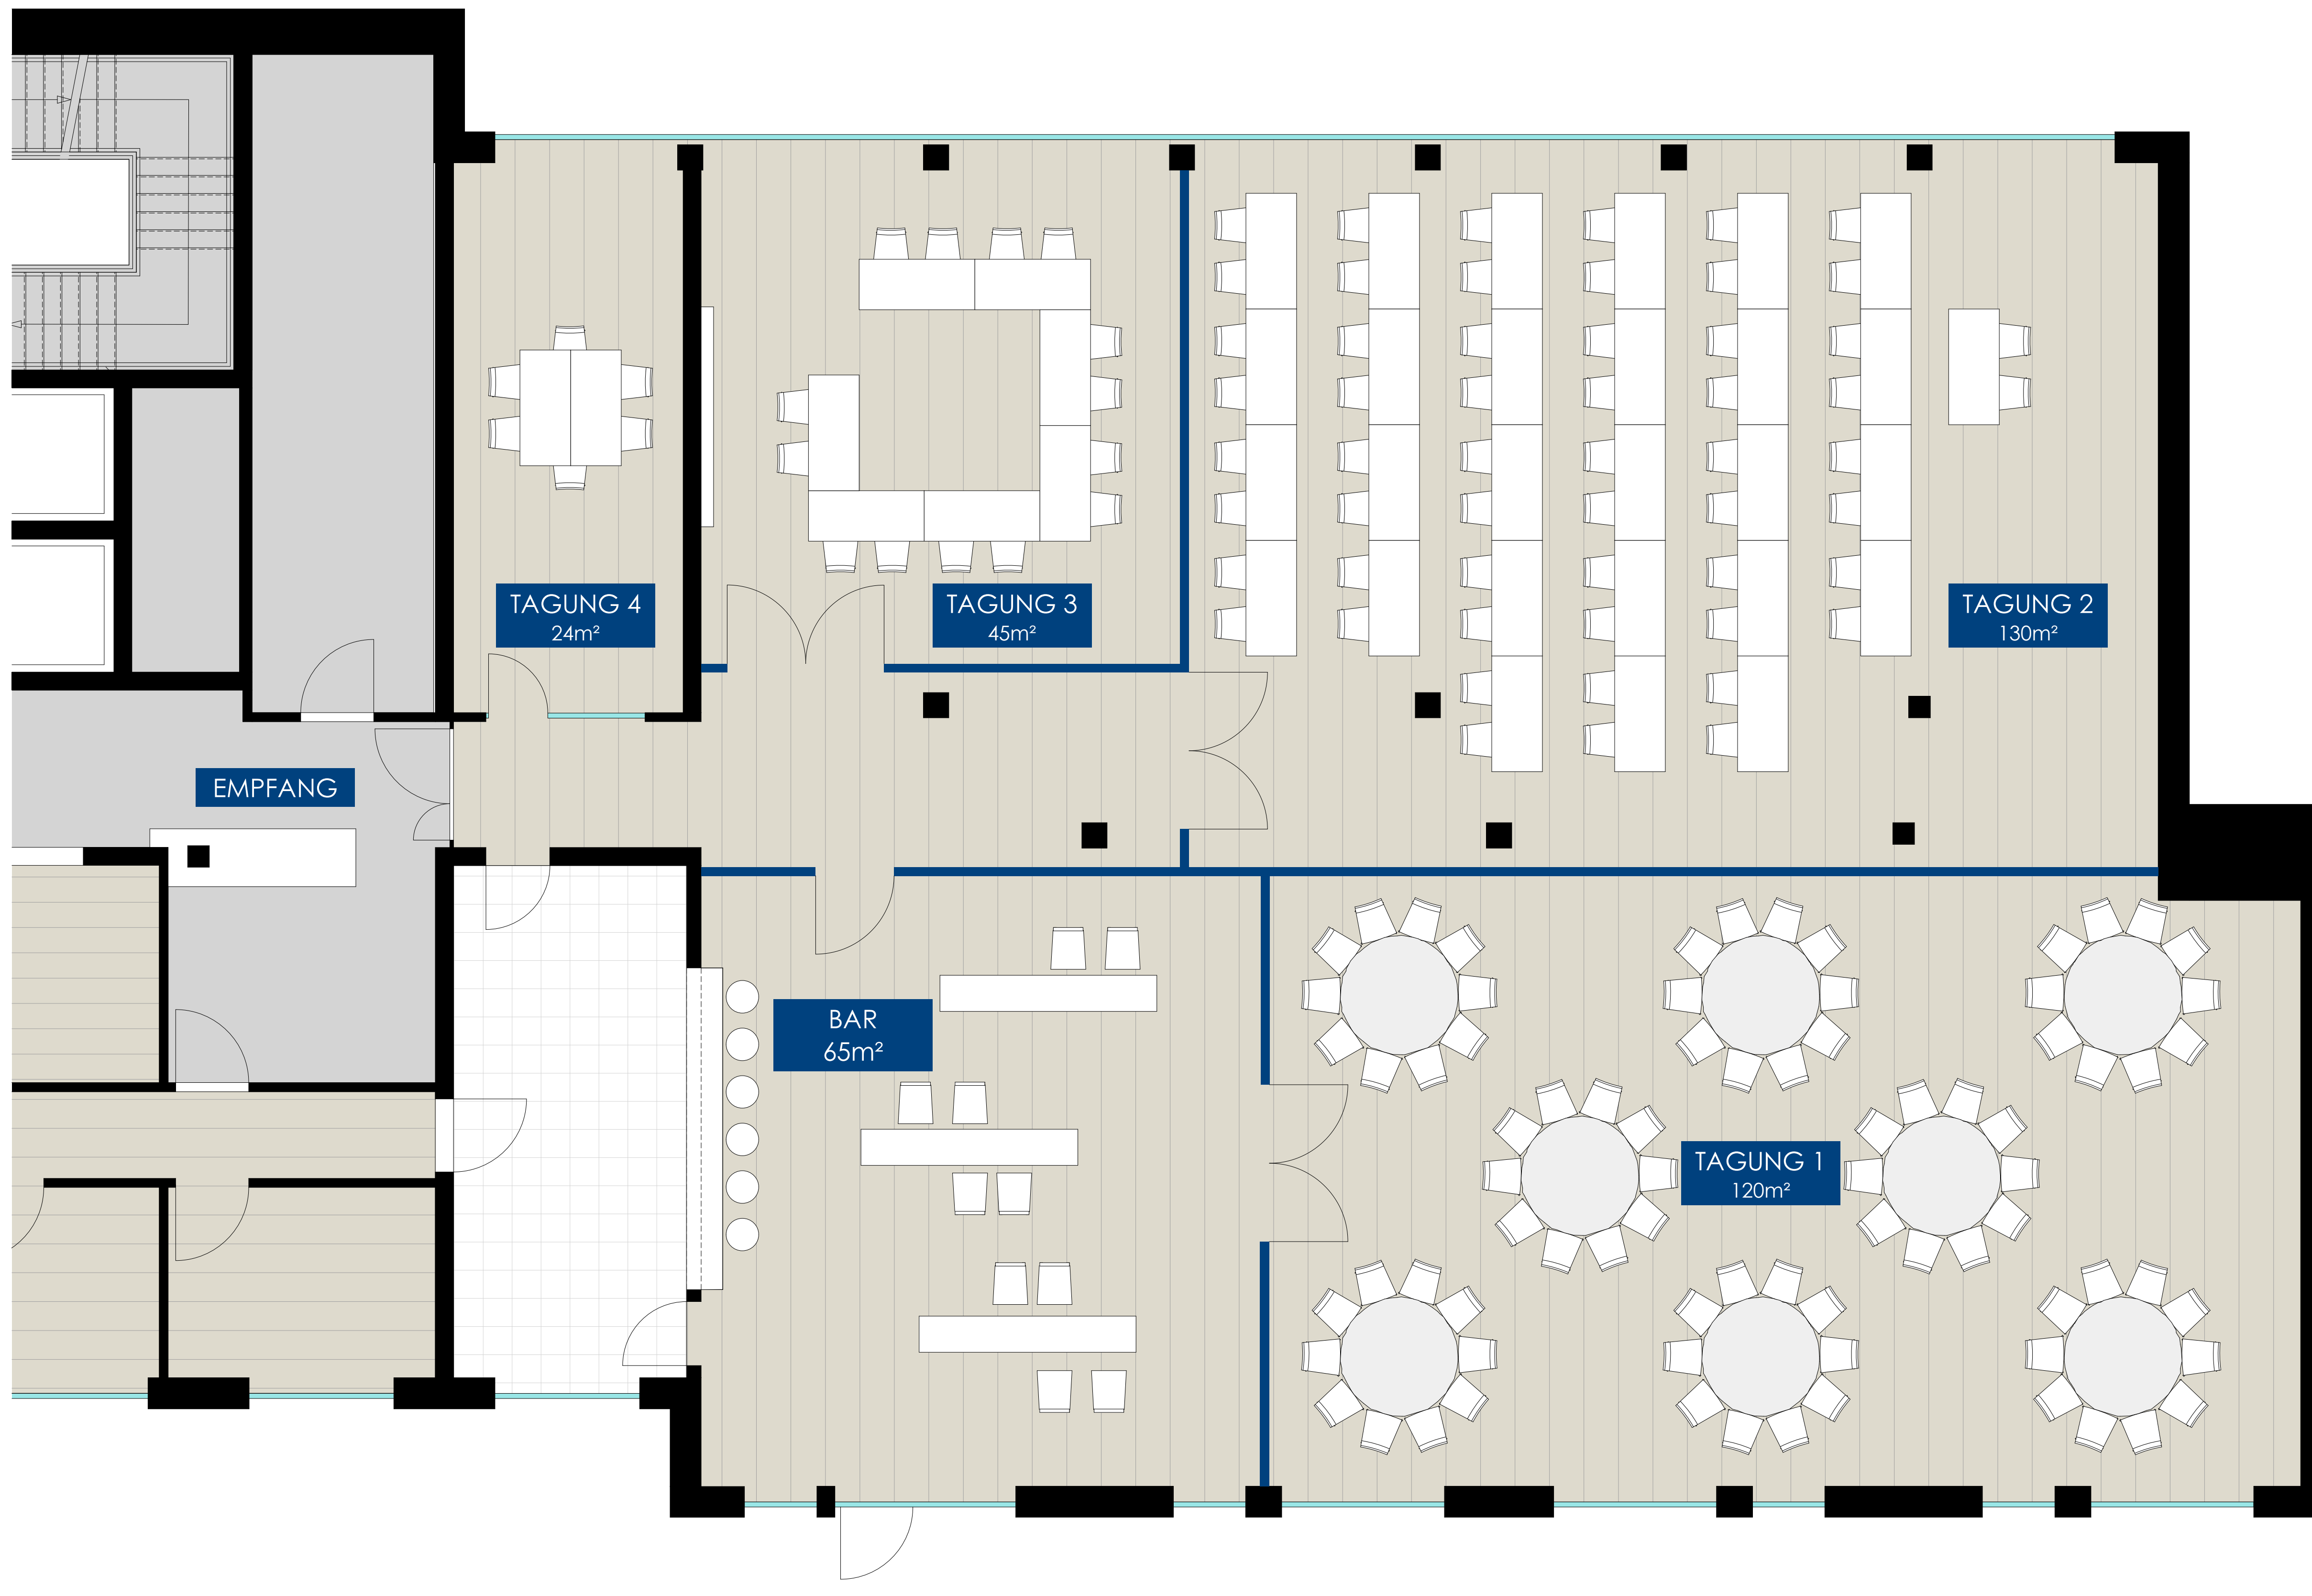 TAGUNG 4
24m²
TAGUNG 3
45m²
TAGUNG 2
130m²
EMPFANG
BAR
65m²
TAGUNG 1
120m²